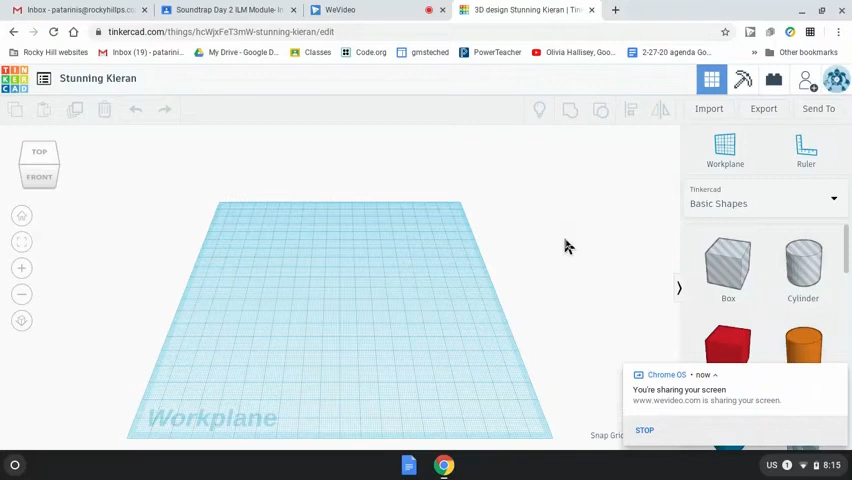 Inbox - patarinis@rockyhillps.c
Soundtrap Day 2 ILM Module- In
WeVideo
3D design Stunning Kieran | Tin
tinkercad.com/things/hcWjxFeT3mW-stunning-kieran/edit
Rocky Hill websites
Inbox (19) - patarini...
My Drive - Google D...
Classes
Code.org
gmsteched
PowerTeacher
Olivia Hallisey, Goo...
2-27-20 agenda Go...
Other bookmarks
TIN
KER
CAD
Stunning Kieran
Import
Export
Send To
TOP
FRONT
Workplane
Ruler
Tinkercad
Basic Shapes
Box
Cylinder
Workplane
Snap Grid
Chrome OS • now
You're sharing your screen
www.wevideo.com is sharing your screen.
STOP
US
1
8:15